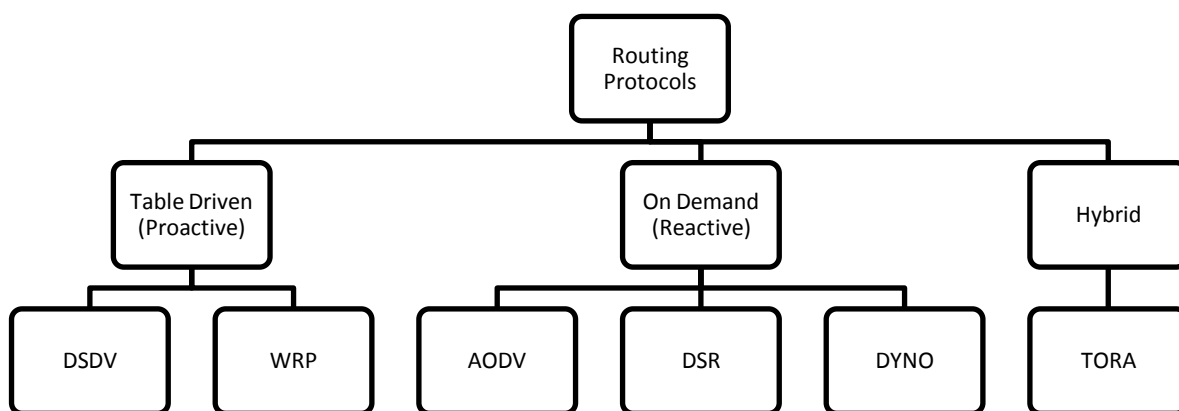 Routing
Protocols
Table Driven
(Proactive)
On Demand
(Reactive)
Hybrid
DSDV
WRP
AODV
DSR
DYNO
TORA